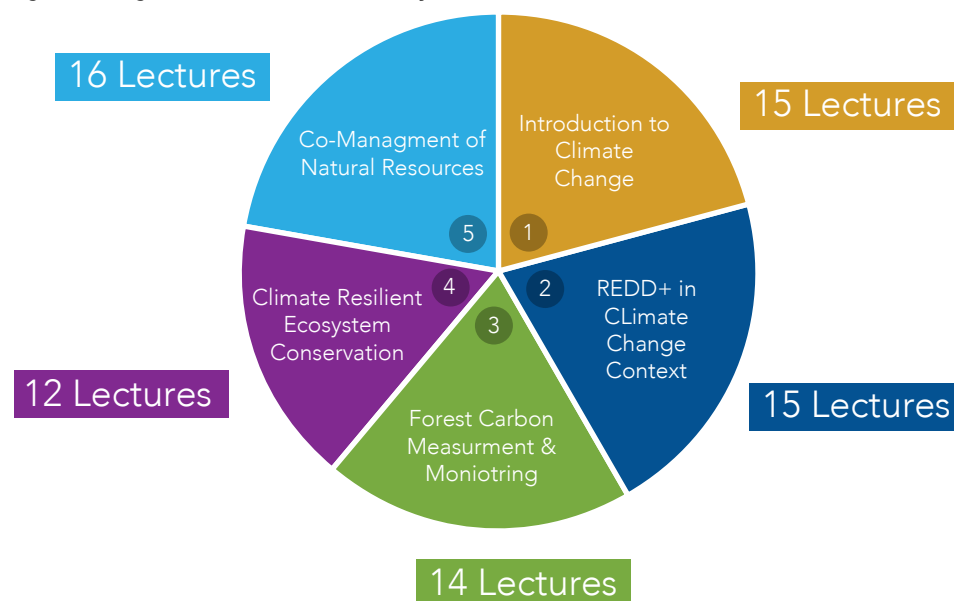 16 Lectures
15 Lectures
Co-Managment of
Natural Resources
5
Introduction to
Climate
Change
1
Climate Resilient
Ecosystem
Conservation
4
REDD+ in
CLimate
Change
Context
2
3
12 Lectures
15 Lectures
Forest Carbon
Measurment &
Moniotring
14 Lectures